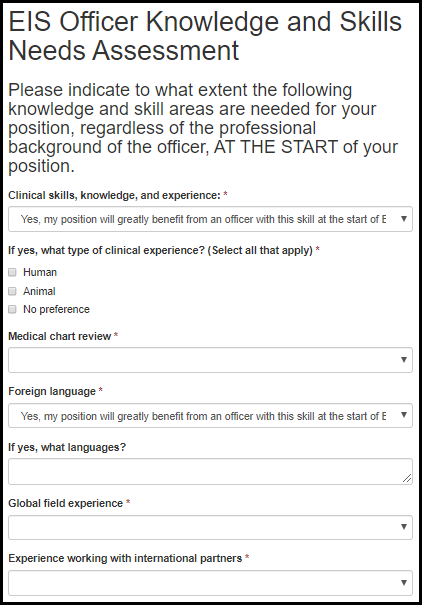 EIS Officer Knowledge and Skills
Needs Assessment
Please indicate to what extent the following
knowledge and skill areas are needed for your
position, regardless of the professional
background of the officer, AT THE START of your
position.
Clinical skills, knowledge, and experience: *
Yes, my position will greatly benefit from an officer with this skill at the start of E
If yes, what type of clinical experience? (Select all that apply) *
Human
Animal
No preference
Medical chart review *
Foreign language *
Yes, my position will greatly benefit from an officer with this skill at the start of E
If yes, what languages?
Global field experience *
Experience working with international partners *